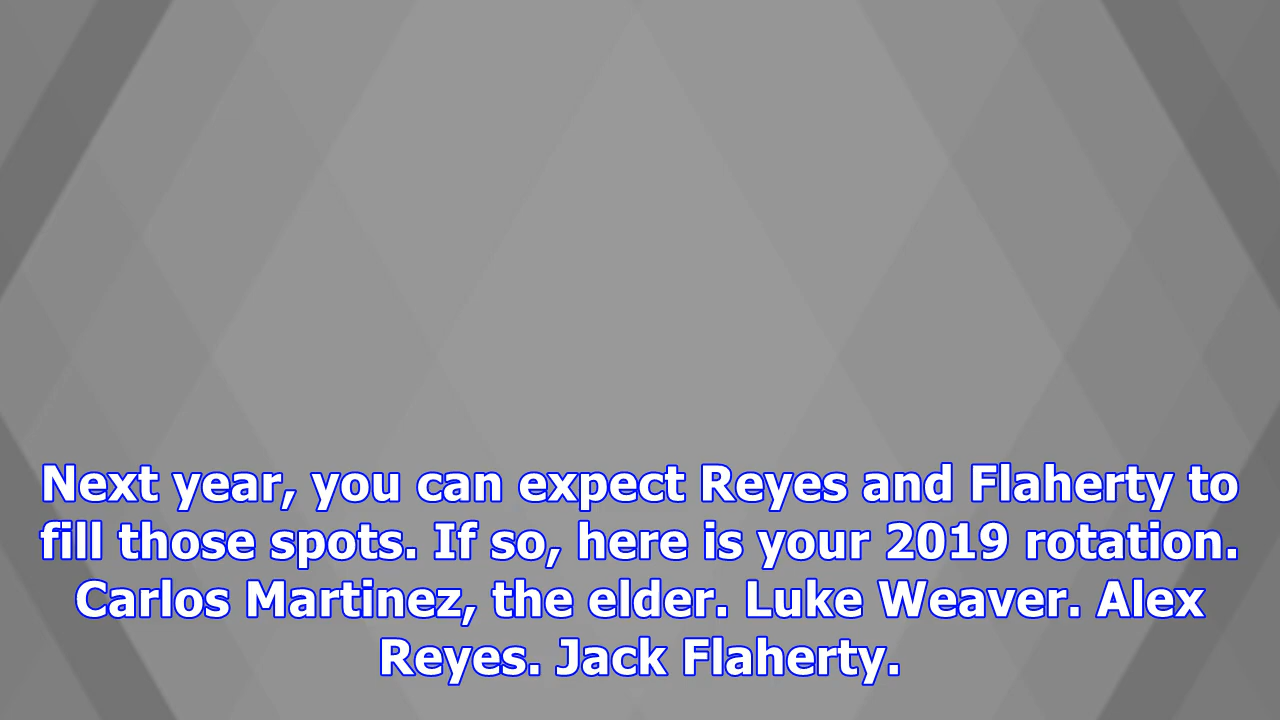 Next year, you can expect Reyes and Flaherty to
fill those spots. If so, here is your 2019 rotation.
Carlos Martinez, the elder. Luke Weaver. Alex
Reyes. Jack Flaherty.